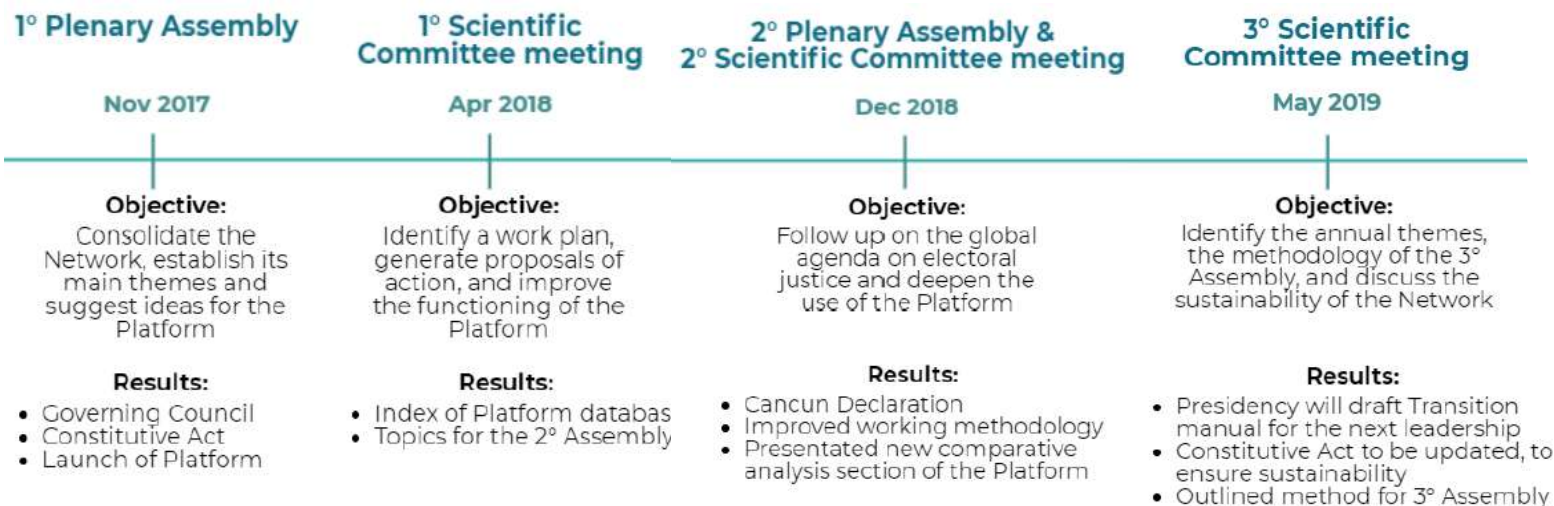 1° Plenary Assembly
Nov 2017
Objective:
Consolidate the
Network, establish its
main themes and
suggest ideas for the
Platform
Results:
• Governing Council
• Constitutive Act
• Launch of Platform
1° Scientific
Committee meeting
Apr 2018
Objective:
Identify a work plan,
generate proposals of
action, and improve
the functioning of the
Platform
Results:
• Index of Platform databas
• Topics for the 2° Assembly
2° Plenary Assembly &
2° Scientific Committee meeting
Dec 2018
Objective:
Follow up on the global
agenda on electoral
justice and deepen the
use of the Platform
Results:
• Cancun Declaration
• Improved working methodology
• Presentated new comparative
analysis section of the Platform
3° Scientific
Committee meeting
May 2019
Objective:
Identify the annual themes,
the methodology of the 3°
Assembly, and discuss the
sustainability of the Network
Results:
• Presidency will draft Transition
manual for the next leadership
• Constitutive Act to be updated, to
ensure sustainability
• Outlined method for 3° Assembly